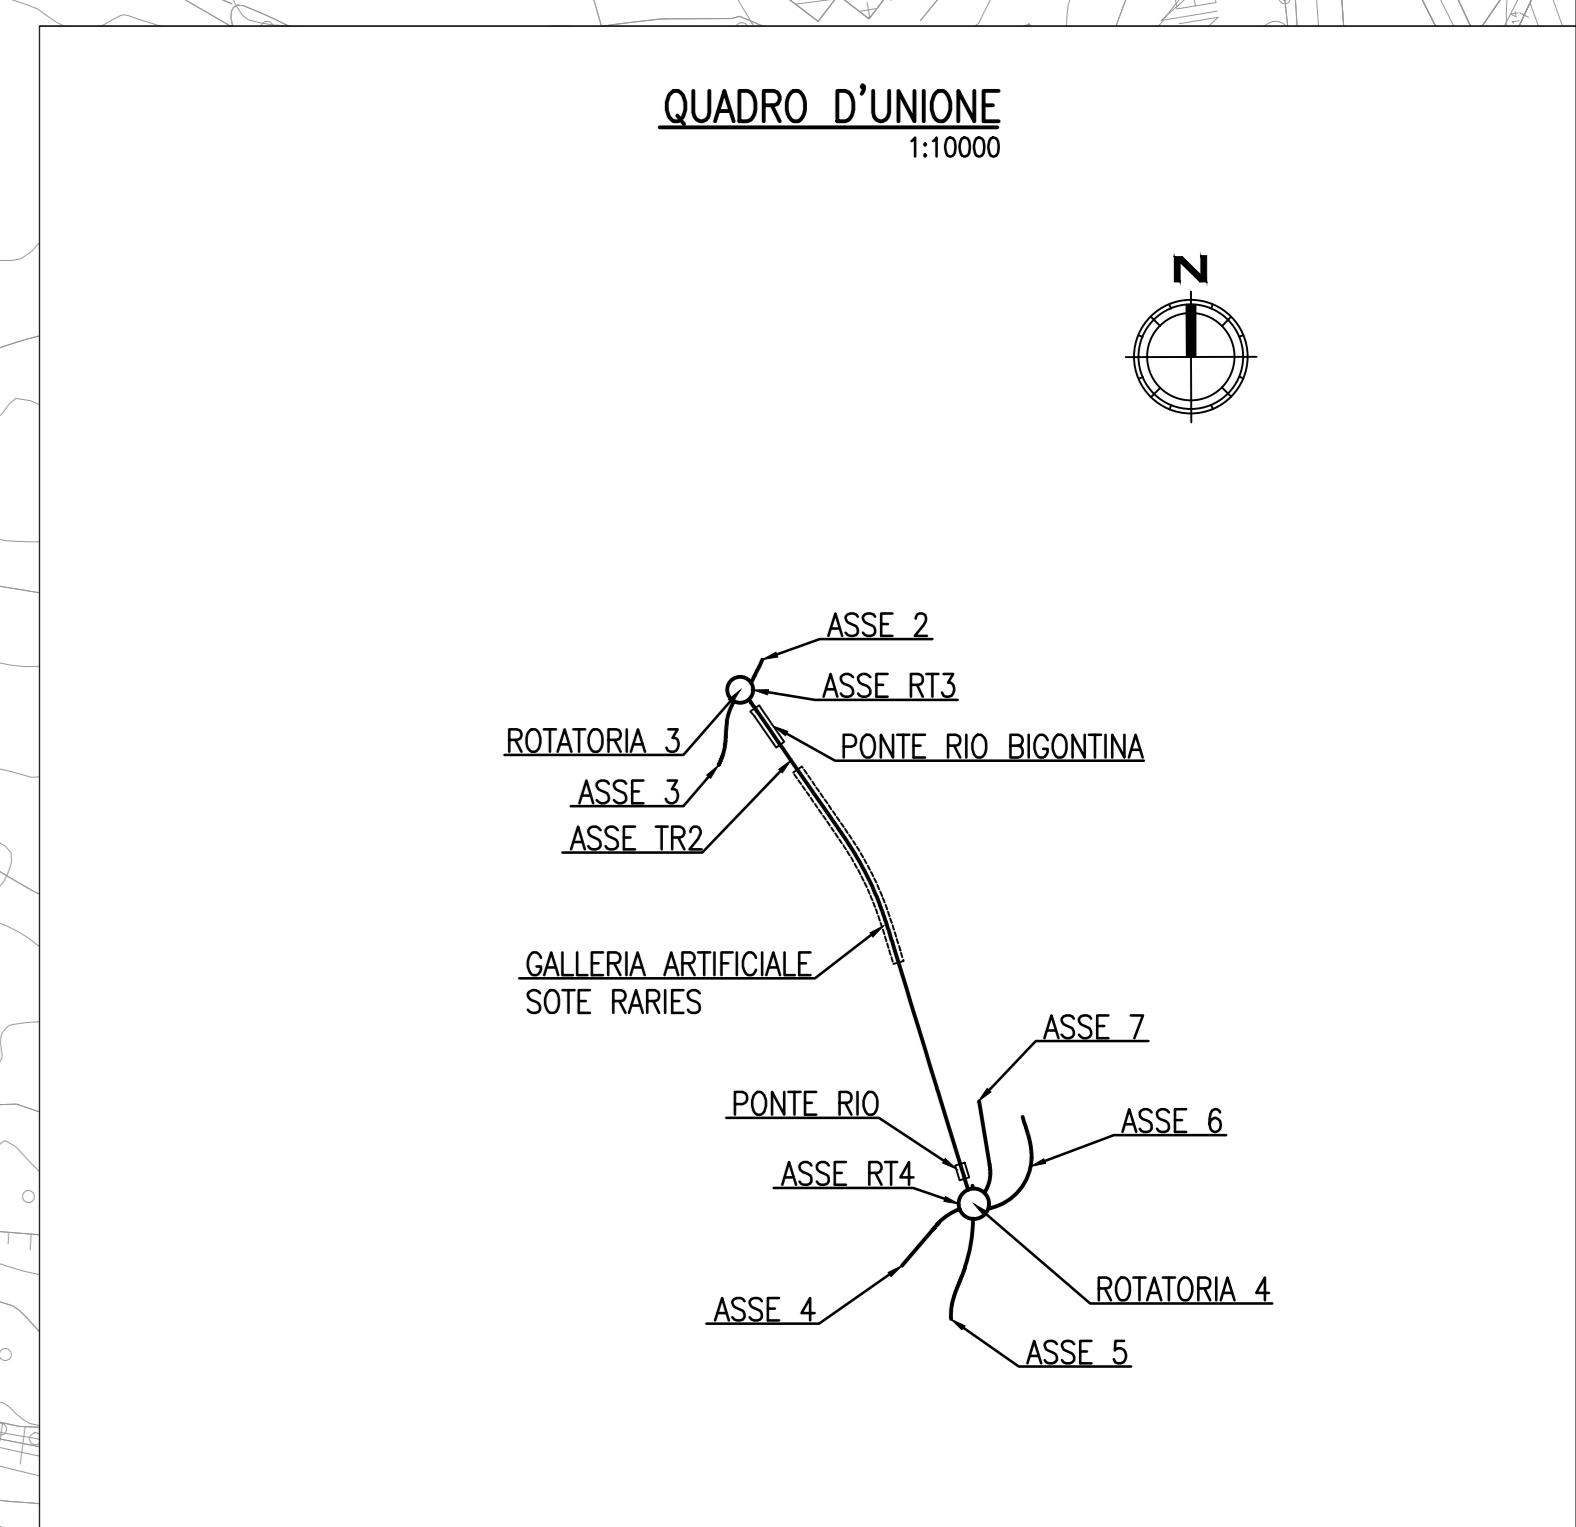 QUADRO D'UNIONE
1:10000
N
ASSE 2
ASSE RT3
ROTATORIA 3
PONTE RIO BIGONTINA
ASSE 3
ASSE TR2
GALLERIA ARTIFICIALE
SOTE RARIES
ASSE 7
PONTE RIO
ASSE 6
ASSE RT4
ROTATORIA 4
ASSE 4
ASSE 5